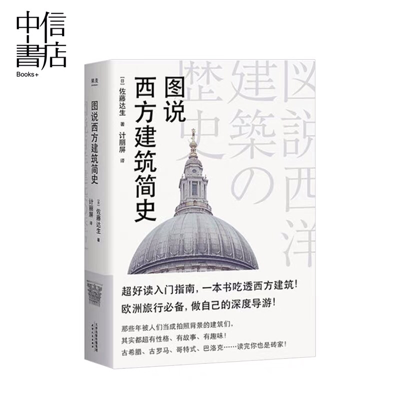 中信
書店
Books+
図説西洋
建築の
歴史
[日] 佐藤达生 著
计丽屏 译
图说
西方建筑简史
图说西方建筑简史
[日] 佐藤达生 著
计丽屏 译
超好读入门指南，一本书吃透西方建筑！
欧洲旅行必备，做自己的深度导游！
那些年被人们当成拍照背景的建筑们，
其实都超有性格、有故事、有趣味！
古希腊、古罗马、哥特式、巴洛克……读完你也是砖家！